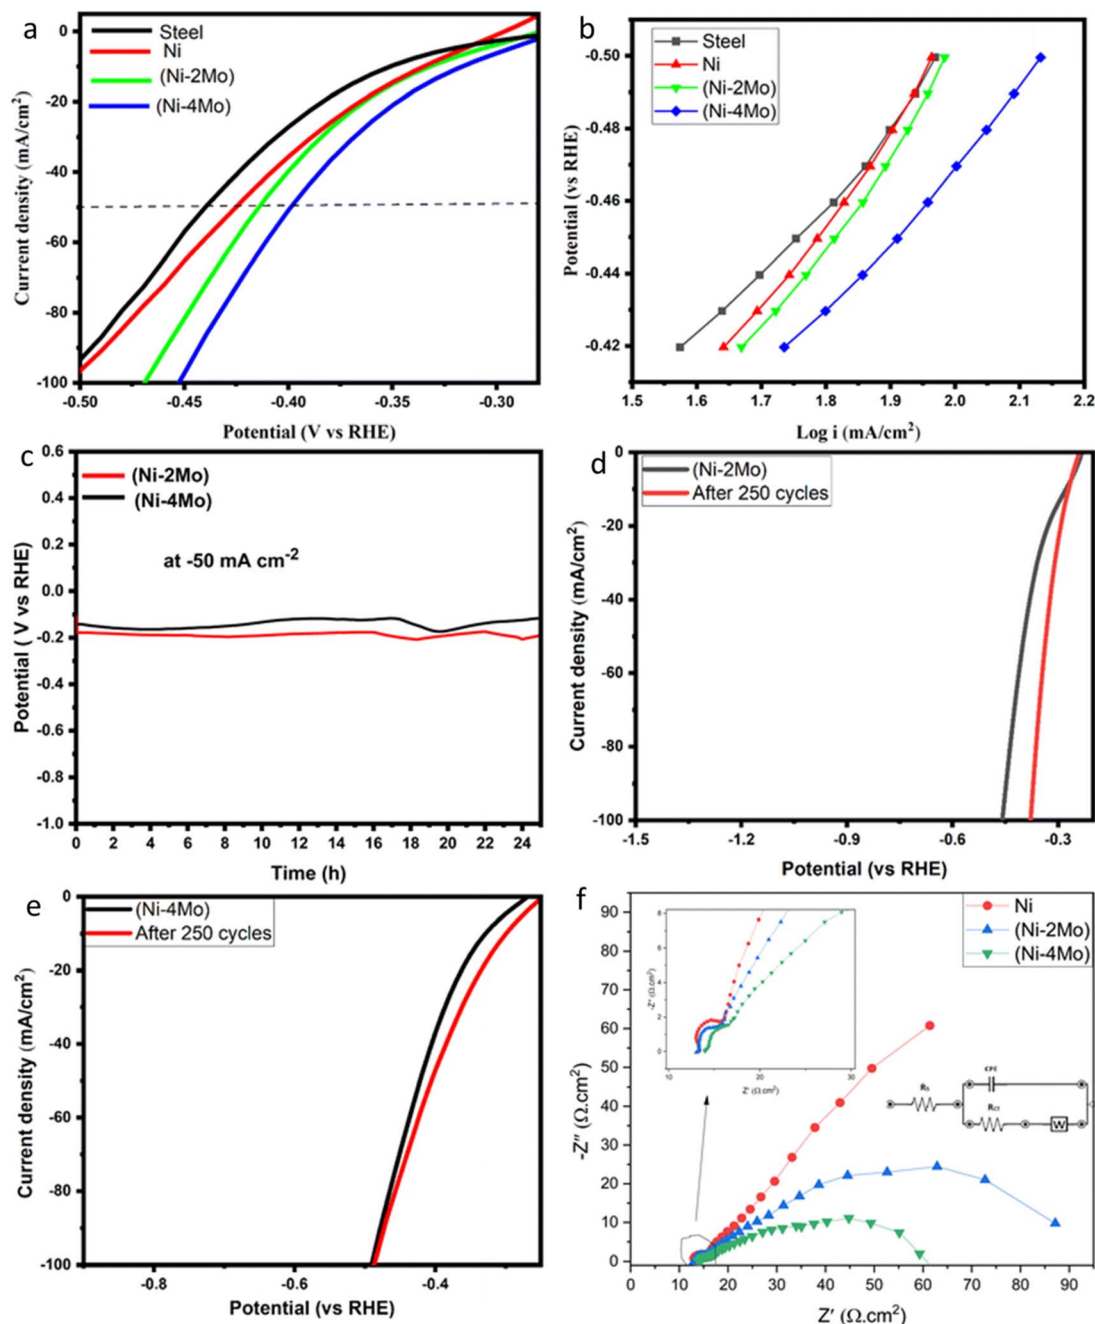 a
Steel
Ni
(Ni-2Mo)
(Ni-4Mo)
Current density (mA/cm²)
0
-20
-40
-60
-80
-100
-0.50 -0.45 -0.40 -0.35 -0.30
Potential (V vs RHE)
b
Steel
Ni
(Ni-2Mo)
(Ni-4Mo)
Potential (vs RHE)
-0.50
-0.48
-0.46
-0.44
-0.42
1.5 1.6 1.7 1.8 1.9 2.0 2.1 2.2
Log i (mA/cm²)
c
(Ni-2Mo)
(Ni-4Mo)
at -50 mA cm⁻²
Potential ( V vs RHE)
0.6
0.4
0.2
0.0
-0.2
-0.4
-0.6
-0.8
-1.0
0 2 4 6 8 10 12 14 16 18 20 22 24
Time (h)
d
(Ni-2Mo)
After 250 cycles
Current density (mA/cm²)
0
-20
-40
-60
-80
-100
-1.5 -1.2 -0.9 -0.6 -0.3
Potential (vs RHE)
e
(Ni-4Mo)
After 250 cycles
Current density (mA/cm²)
0
-20
-40
-60
-80
-100
-0.8 -0.6 -0.4
Potential (vs RHE)
f
Ni
(Ni-2Mo)
(Ni-4Mo)
-Z″ (Ω.cm²)
90
80
70
60
50
40
30
20
10
0
0 10 20 30 40 50 60 70 80 90
Z′ (Ω.cm²)
-Z″ (Ω.cm²)
8
6
4
2
0
10 20 30
Z′ (Ω.cm²)
CPE
Rs
RCT
W